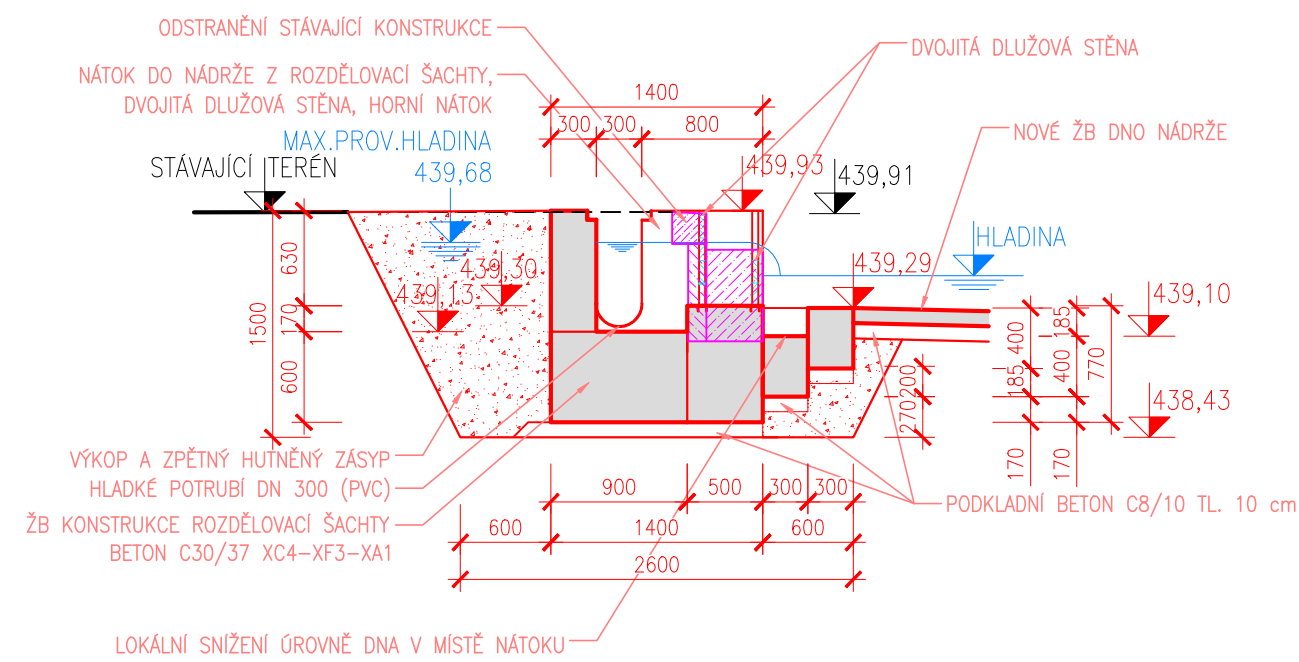 ODSTRANĚNÍ STÁVAJÍCÍ KONSTRUKCE
DVOJITÁ DLUŽOVÁ STĚNA
NÁTOK DO NÁDRŽE Z ROZDĚLOVACÍ ŠACHTY,
DVOJITÁ DLUŽOVÁ STĚNA, HORNÍ NÁTOK
1400
300 300 800
NOVÉ ŽB DNO NÁDRŽE
MAX.PROV.HLADINA
439,68
STÁVAJÍCÍ TERÉN
439,93
439,91
HLADINA
439,30
439,29
439,13
439,10
438,43
1500
630
170
600
400
185
185
400
770
200
270
170
170
VÝKOP A ZPĚTNÝ HUTNĚNÝ ZÁSYP
HLADKÉ POTRUBÍ DN 300 (PVC)
ŽB KONSTRUKCE ROZDĚLOVACÍ ŠACHTY
BETON C30/37 XC4-XF3-XA1
900 500 300 300
600 1400 600
2600
PODKLADNÍ BETON C8/10 TL. 10 cm
LOKÁLNÍ SNÍŽENÍ ÚROVNĚ DNA V MÍSTĚ NÁTOKU